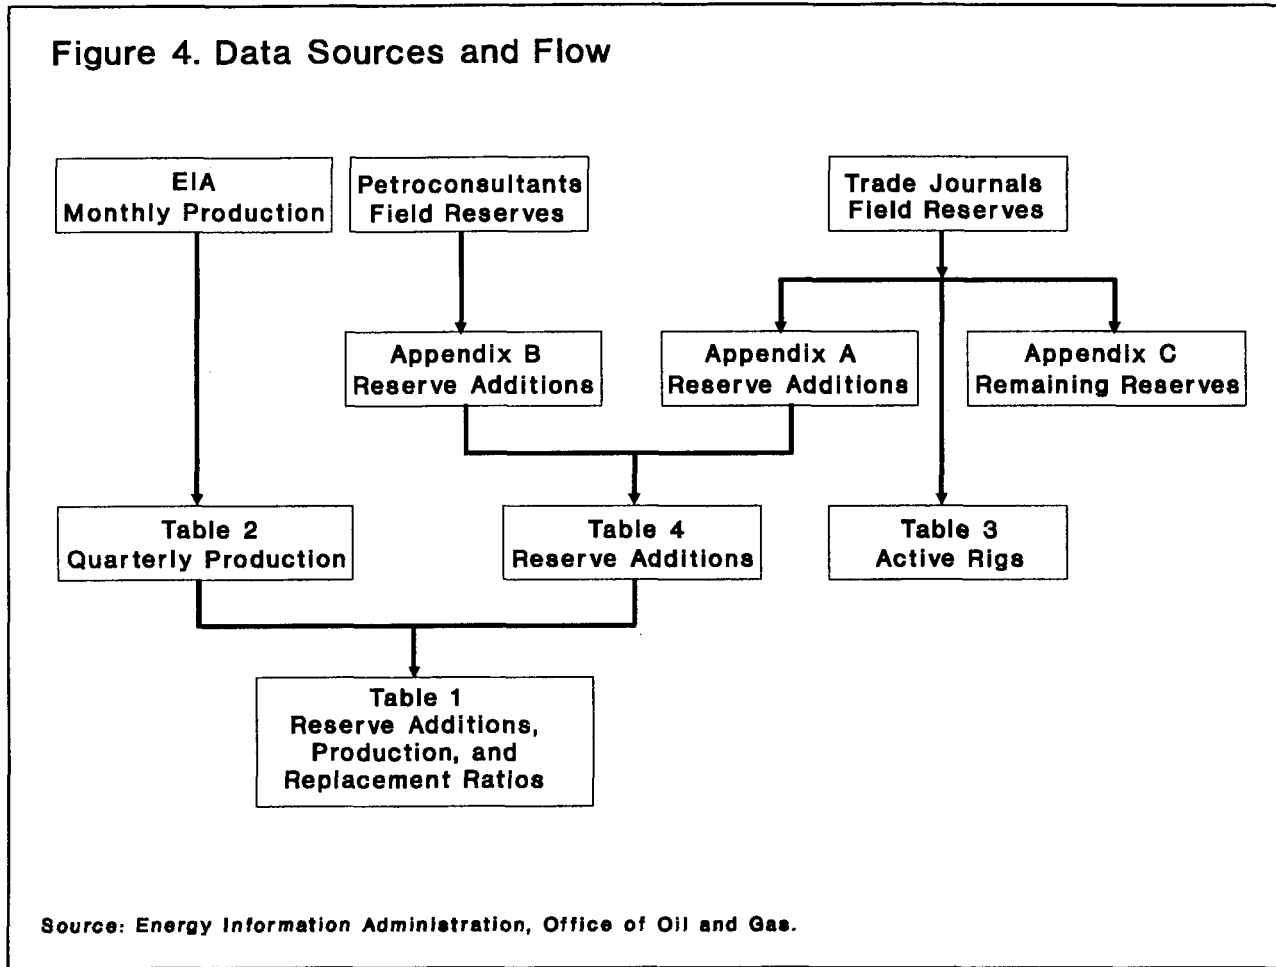 Figure 4. Data Sources and Flow
EIA
Monthly Production
Petroconsultants
Field Reserves
Trade Journals
Field Reserves
Appendix B
Reserve Additions
Appendix A
Reserve Additions
Appendix C
Remaining Reserves
Table 2
Quarterly Production
Table 4
Reserve Additions
Table 3
Active Rigs
Table 1
Reserve Additions,
Production, and
Replacement Ratios
Source: Energy Information Administration, Office of Oil and Gas.